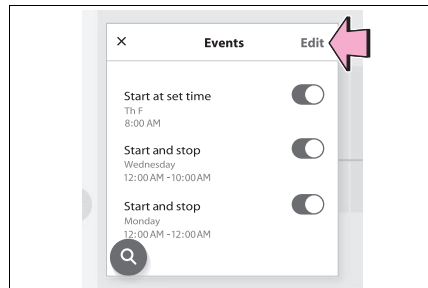 × Events Edit
Start at set time
Th F
8:00 AM
Start and stop
Wednesday
12:00 AM - 10:00 AM
Start and stop
Monday
12:00 AM - 12:00 AM